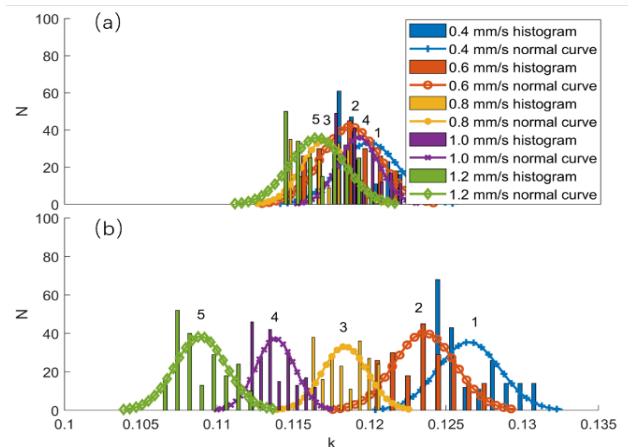 (a)
100
80
60
40
20
0
N
5 3 2 4 1
0.4 mm/s histogram
0.4 mm/s normal curve
0.6 mm/s histogram
0.6 mm/s normal curve
0.8 mm/s histogram
0.8 mm/s normal curve
1.0 mm/s histogram
1.0 mm/s normal curve
1.2 mm/s histogram
1.2 mm/s normal curve
(b)
100
80
60
40
20
0
N
5 4 3 2 1
0.1 0.105 0.11 0.115 0.12 0.125 0.13 0.135
k